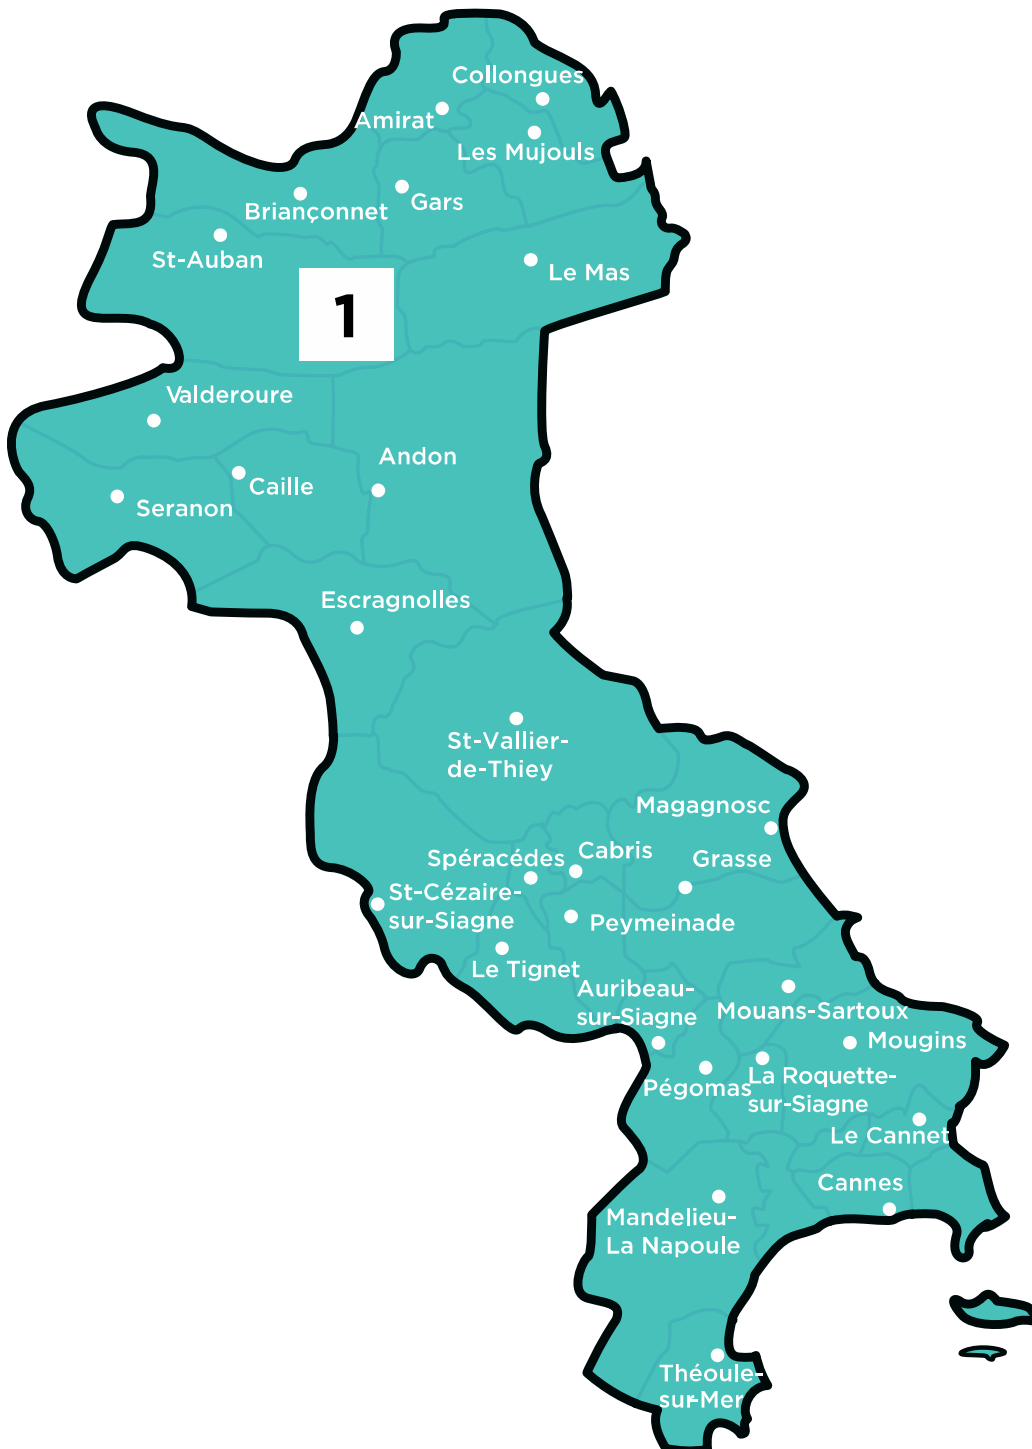 Collongues
Amirat
Les Mujouls
Gars
Briançonnet
St-Auban
Le Mas
1
Valderoure
Andon
Caille
Seranon
Escragnolles
St-Vallier-
de-Thiey
Magagnosc
Cabris
Spéracédes
Grasse
St-Cézaire-
sur-Siagne
Peymeinade
Le Tignet
Auribeau-
sur-Siagne
Mouans-Sartoux
Mougins
La Roquette-
sur-Siagne
Pégomas
Le Cannet
Cannes
Mandelieu-
La Napoule
Théoule-
sur-Mer